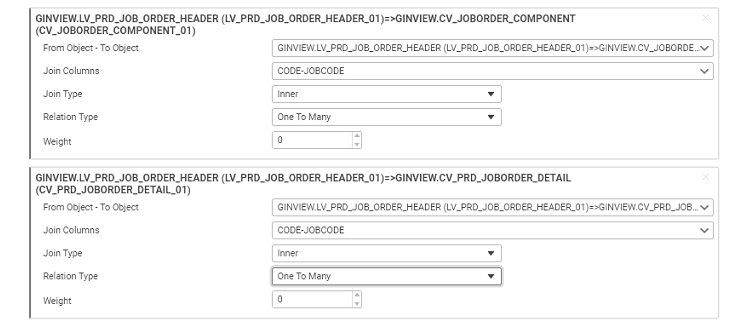 GINVIEW.LV_PRD_JOB_ORDER_HEADER (LV_PRD_JOB_ORDER_HEADER_01)=>GINVIEW.CV_JOBORDER_COMPONENT
(CV_JOBORDER_COMPONENT_01)
From Object - To Object GINVIEW.LV_PRD_JOB_ORDER_HEADER (LV_PRD_JOB_ORDER_HEADER_01)=>GINVIEW.CV_JOBORDE...
Join Columns CODE-JOBCODE
Join Type Inner
Relation Type One To Many
Weight 0
GINVIEW.LV_PRD_JOB_ORDER_HEADER (LV_PRD_JOB_ORDER_HEADER_01)=>GINVIEW.CV_PRD_JOBORDER_DETAIL
(CV_PRD_JOBORDER_DETAIL_01)
From Object - To Object GINVIEW.LV_PRD_JOB_ORDER_HEADER (LV_PRD_JOB_ORDER_HEADER_01)=>GINVIEW.CV_PRD_JOB...
Join Columns CODE-JOBCODE
Join Type Inner
Relation Type One To Many
Weight 0